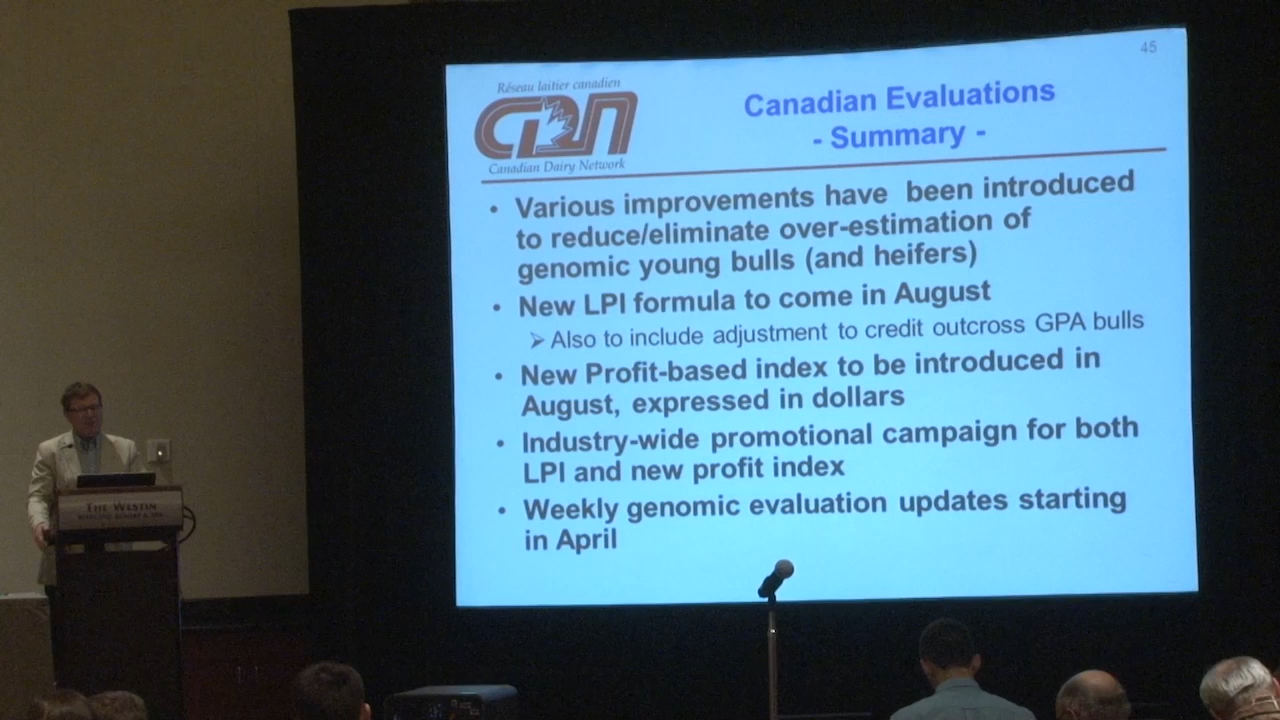 45
Réseau laitier canadien
CDN
Canadian Dairy Network
Canadian Evaluations
- Summary -
• Various improvements have been introduced
to reduce/eliminate over-estimation of
genomic young bulls (and heifers)
• New LPI formula to come in August
➢ Also to include adjustment to credit outcross GPA bulls
• New Profit-based index to be introduced in
August, expressed in dollars
• Industry-wide promotional campaign for both
LPI and new profit index
• Weekly genomic evaluation updates starting
in April
THE WESTIN